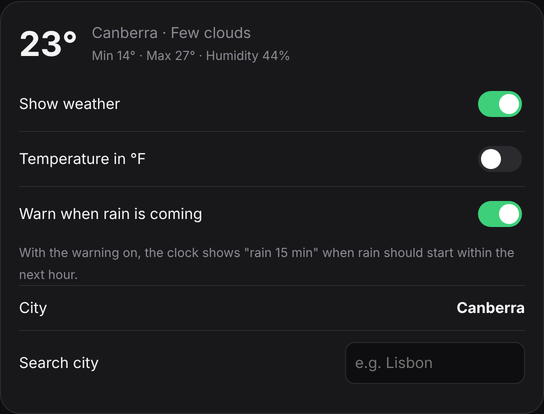 23°
Canberra · Few clouds
Min 14° · Max 27° · Humidity 44%
Show weather
Temperature in °F
Warn when rain is coming
With the warning on, the clock shows "rain 15 min" when rain should start within the
next hour.
City
Canberra
Search city
e.g. Lisbon